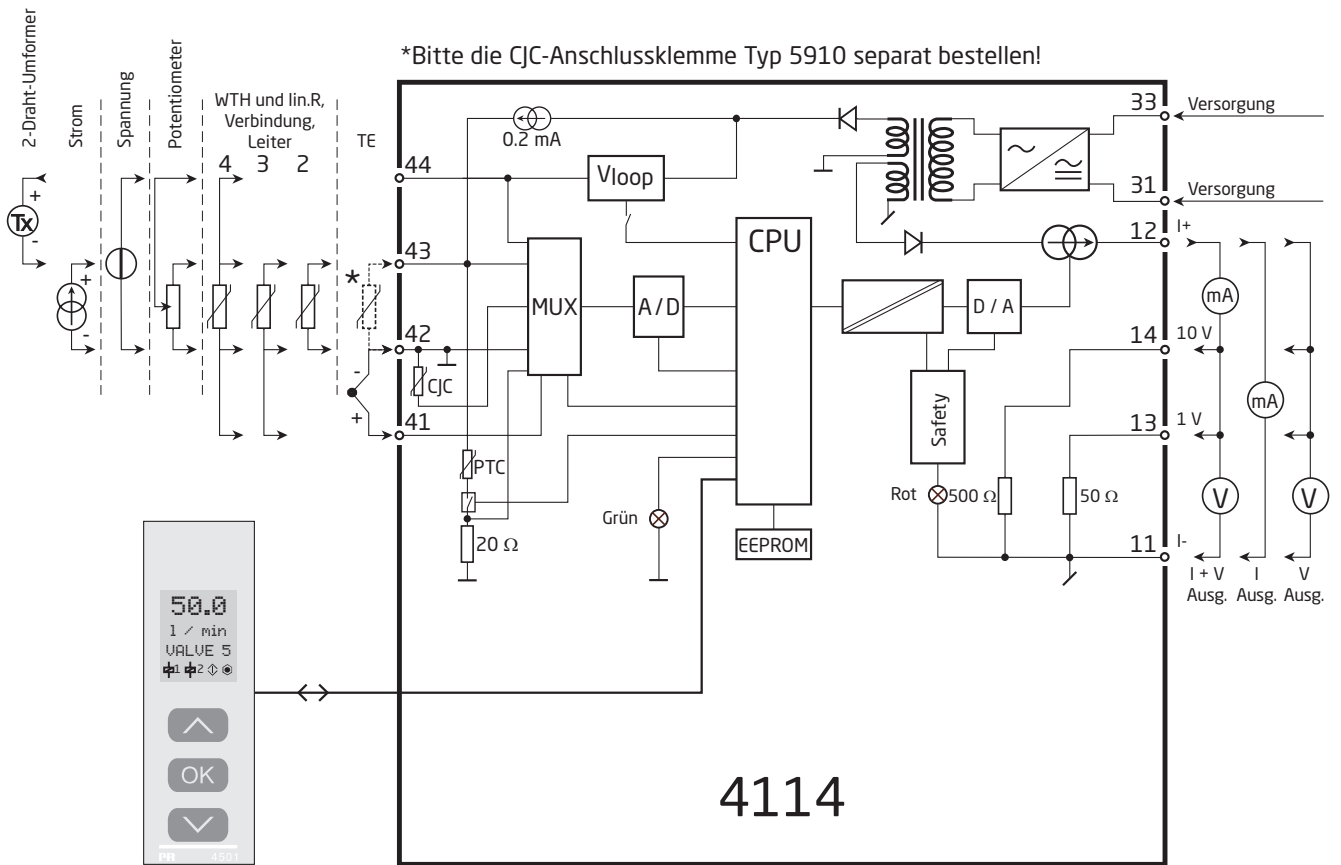 *Bitte die CJC-Anschlussklemme Typ 5910 separat bestellen!
2-Draht-Umformer
Strom
Spannung
Potentiometer
WTH und lin.R,
Verbindung,
Leiter
4 3 2
TE
+
Tx
-
+
-
*
-
+
44
43
42
41
0.2 mA
Vloop
MUX
A/D
CPU
EEPROM
CJC
PTC
20 Ω
Grün
D / A
Safety
Rot
500 Ω
50 Ω
33
Versorgung
31
Versorgung
12
I+
14
10 V
13
1 V
11
I-
mA
mA
V
V
I + V
Ausg.
I
Ausg.
V
Ausg.
50.0
l / min
VALVE 5
1 2
OK
PR 4501
4114